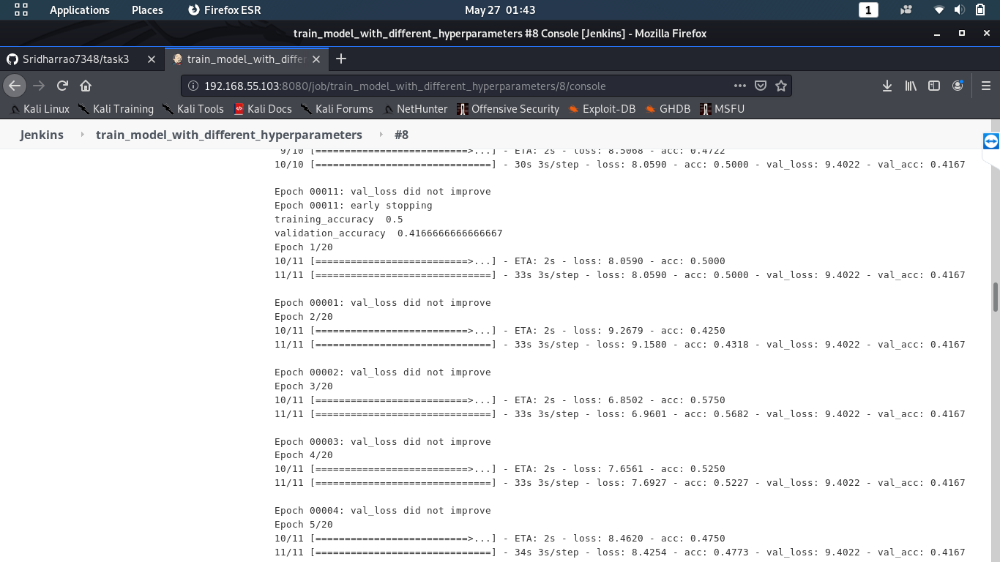 Applications Places Firefox ESR May 27 01:43 1
train_model_with_different_hyperparameters #8 Console [Jenkins] - Mozilla Firefox
Sridharrao7348/task3 train_model_with_differ
192.168.55.103:8080/job/train_model_with_different_hyperparameters/8/console
Kali Linux Kali Training Kali Tools Kali Docs Kali Forums NetHunter Offensive Security Exploit-DB GHDB MSFU
Jenkins train_model_with_different_hyperparameters #8
9/10 [==========================>...] - ETA: 2s - loss: 8.5068 - acc: 0.4722
10/10 [==============================] - 30s 3s/step - loss: 8.0590 - acc: 0.5000 - val_loss: 9.4022 - val_acc: 0.4167
Epoch 00011: val_loss did not improve
Epoch 00011: early stopping
training_accuracy  0.5
validation_accuracy  0.4166666666666667
Epoch 1/20
10/11 [==========================>...] - ETA: 2s - loss: 8.0590 - acc: 0.5000
11/11 [==============================] - 33s 3s/step - loss: 8.0590 - acc: 0.5000 - val_loss: 9.4022 - val_acc: 0.4167
Epoch 00001: val_loss did not improve
Epoch 2/20
10/11 [==========================>...] - ETA: 2s - loss: 9.2679 - acc: 0.4250
11/11 [==============================] - 33s 3s/step - loss: 9.1580 - acc: 0.4318 - val_loss: 9.4022 - val_acc: 0.4167
Epoch 00002: val_loss did not improve
Epoch 3/20
10/11 [==========================>...] - ETA: 2s - loss: 6.8502 - acc: 0.5750
11/11 [==============================] - 33s 3s/step - loss: 6.9601 - acc: 0.5682 - val_loss: 9.4022 - val_acc: 0.4167
Epoch 00003: val_loss did not improve
Epoch 4/20
10/11 [==========================>...] - ETA: 2s - loss: 7.6561 - acc: 0.5250
11/11 [==============================] - 33s 3s/step - loss: 7.6927 - acc: 0.5227 - val_loss: 9.4022 - val_acc: 0.4167
Epoch 00004: val_loss did not improve
Epoch 5/20
10/11 [==========================>...] - ETA: 2s - loss: 8.4620 - acc: 0.4750
11/11 [==============================] - 34s 3s/step - loss: 8.4254 - acc: 0.4773 - val_loss: 9.4022 - val_acc: 0.4167